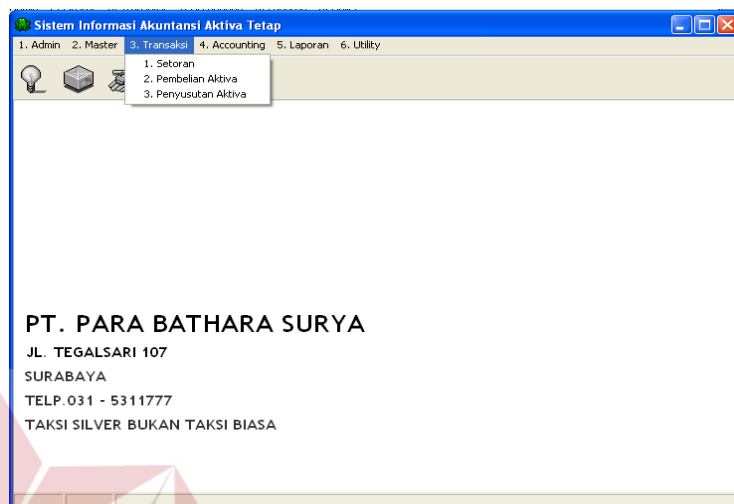 Sistem Informasi Akuntansi Aktiva Tetap
1. Admin 2. Master 3. Transaksi 4. Accounting 5. Laporan 6. Utility
1. Setoran
2. Pembelian Aktiva
3. Penyusutan Aktiva
PT. PARA BATHARA SURYA
JL. TEGALSARI 107
SURABAYA
TELP.031 - 5311777
TAKSI SILVER BUKAN TAKSI BIASA